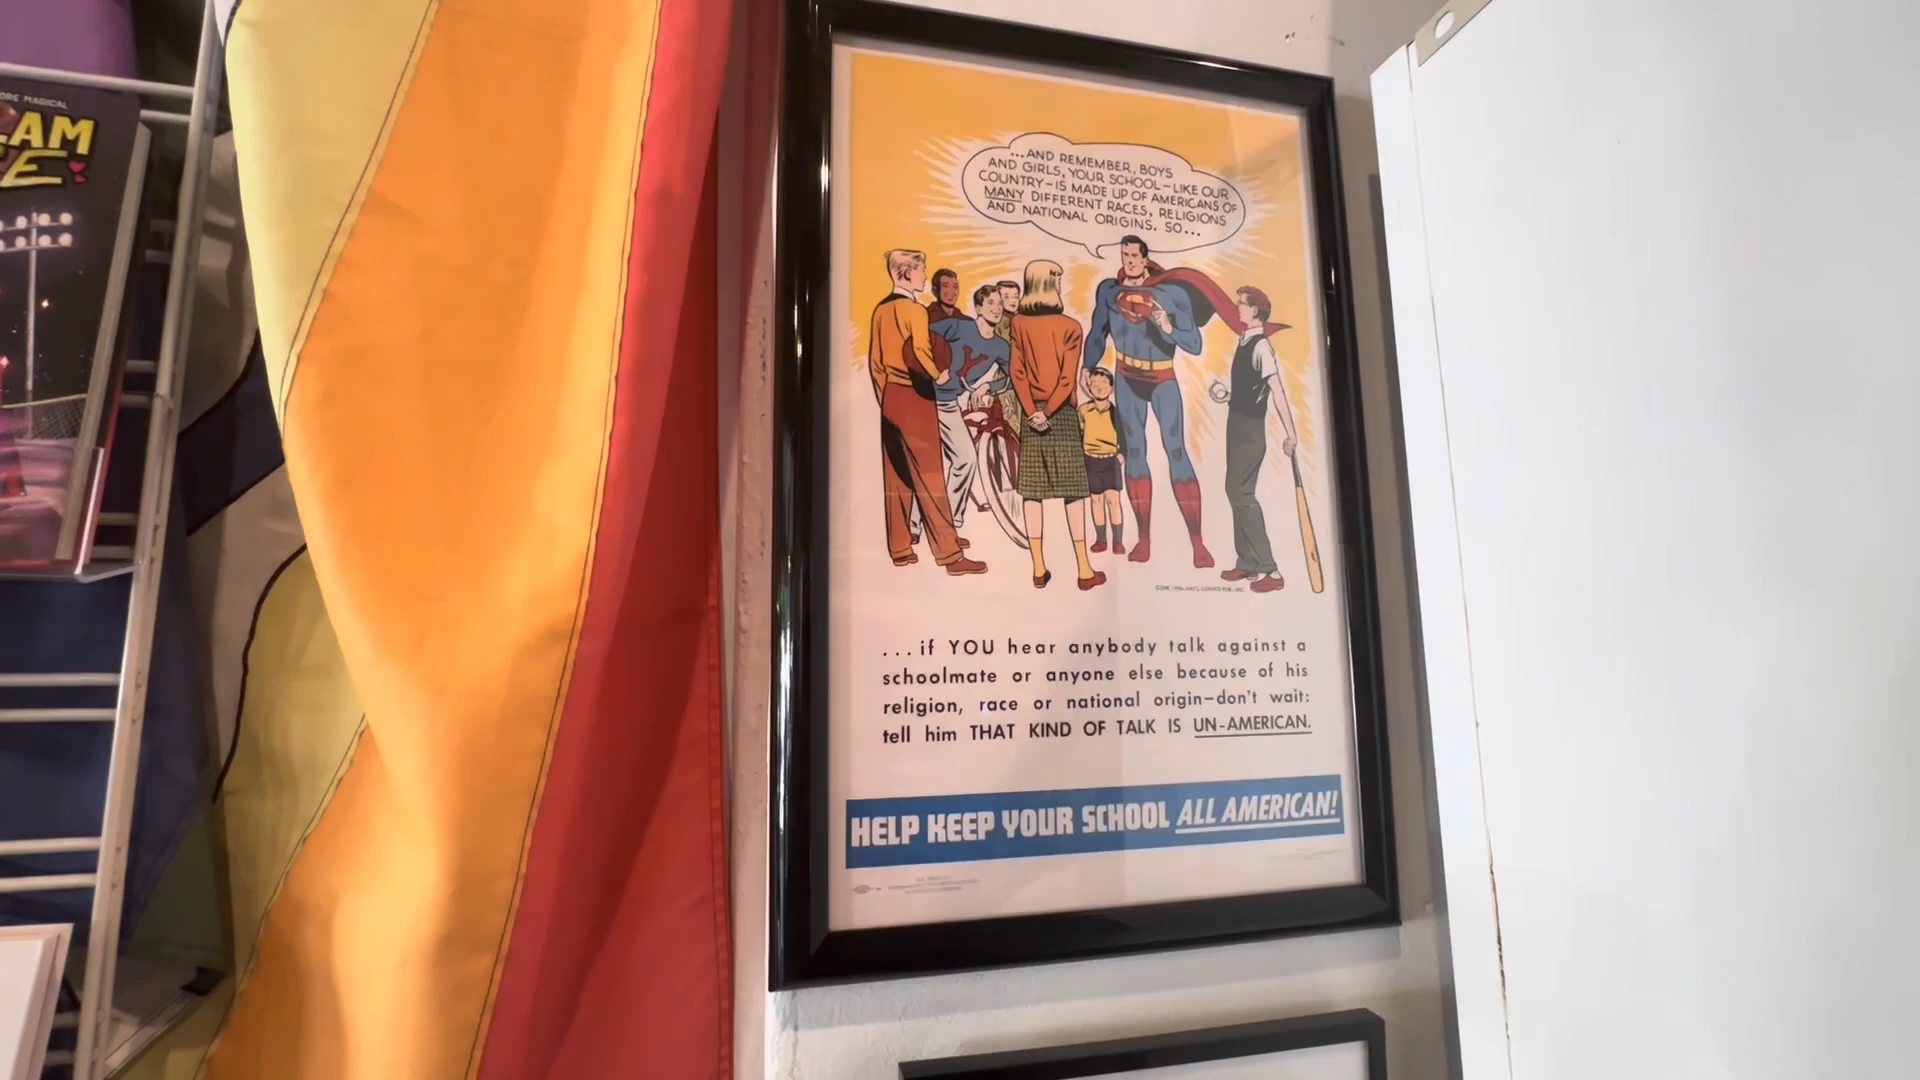 ORE MAGICAL
AM
E
...AND REMEMBER, BOYS
AND GIRLS, YOUR SCHOOL–LIKE OUR
COUNTRY–IS MADE UP OF AMERICANS OF
MANY DIFFERENT RACES, RELIGIONS
AND NATIONAL ORIGINS. SO...
...if YOU hear anybody talk against a
schoolmate or anyone else because of his
religion, race or national origin–don't wait:
tell him THAT KIND OF TALK IS UN-AMERICAN.
HELP KEEP YOUR SCHOOL ALL AMERICAN!